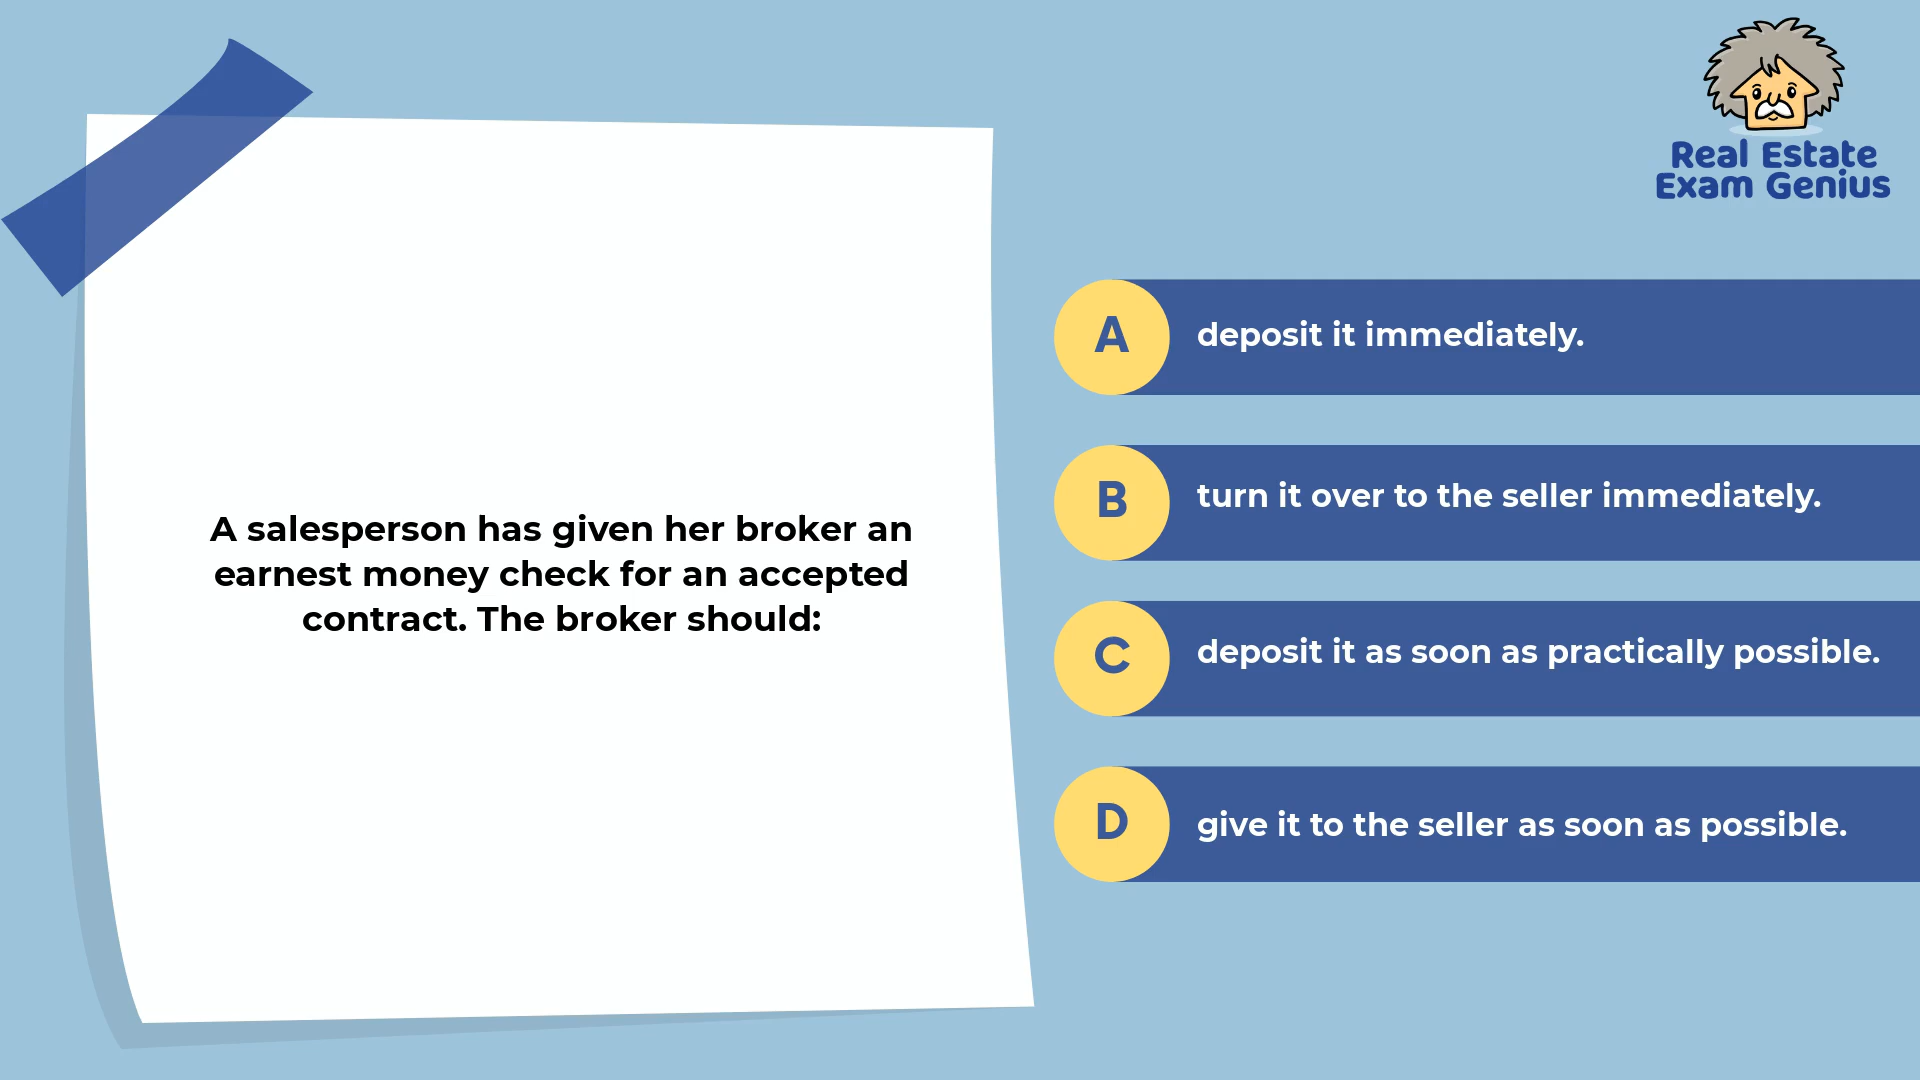 Real Estate
Exam Genius
A salesperson has given her broker an
earnest money check for an accepted
contract. The broker should:
A
deposit it immediately.
B
turn it over to the seller immediately.
C
deposit it as soon as practically possible.
D
give it to the seller as soon as possible.